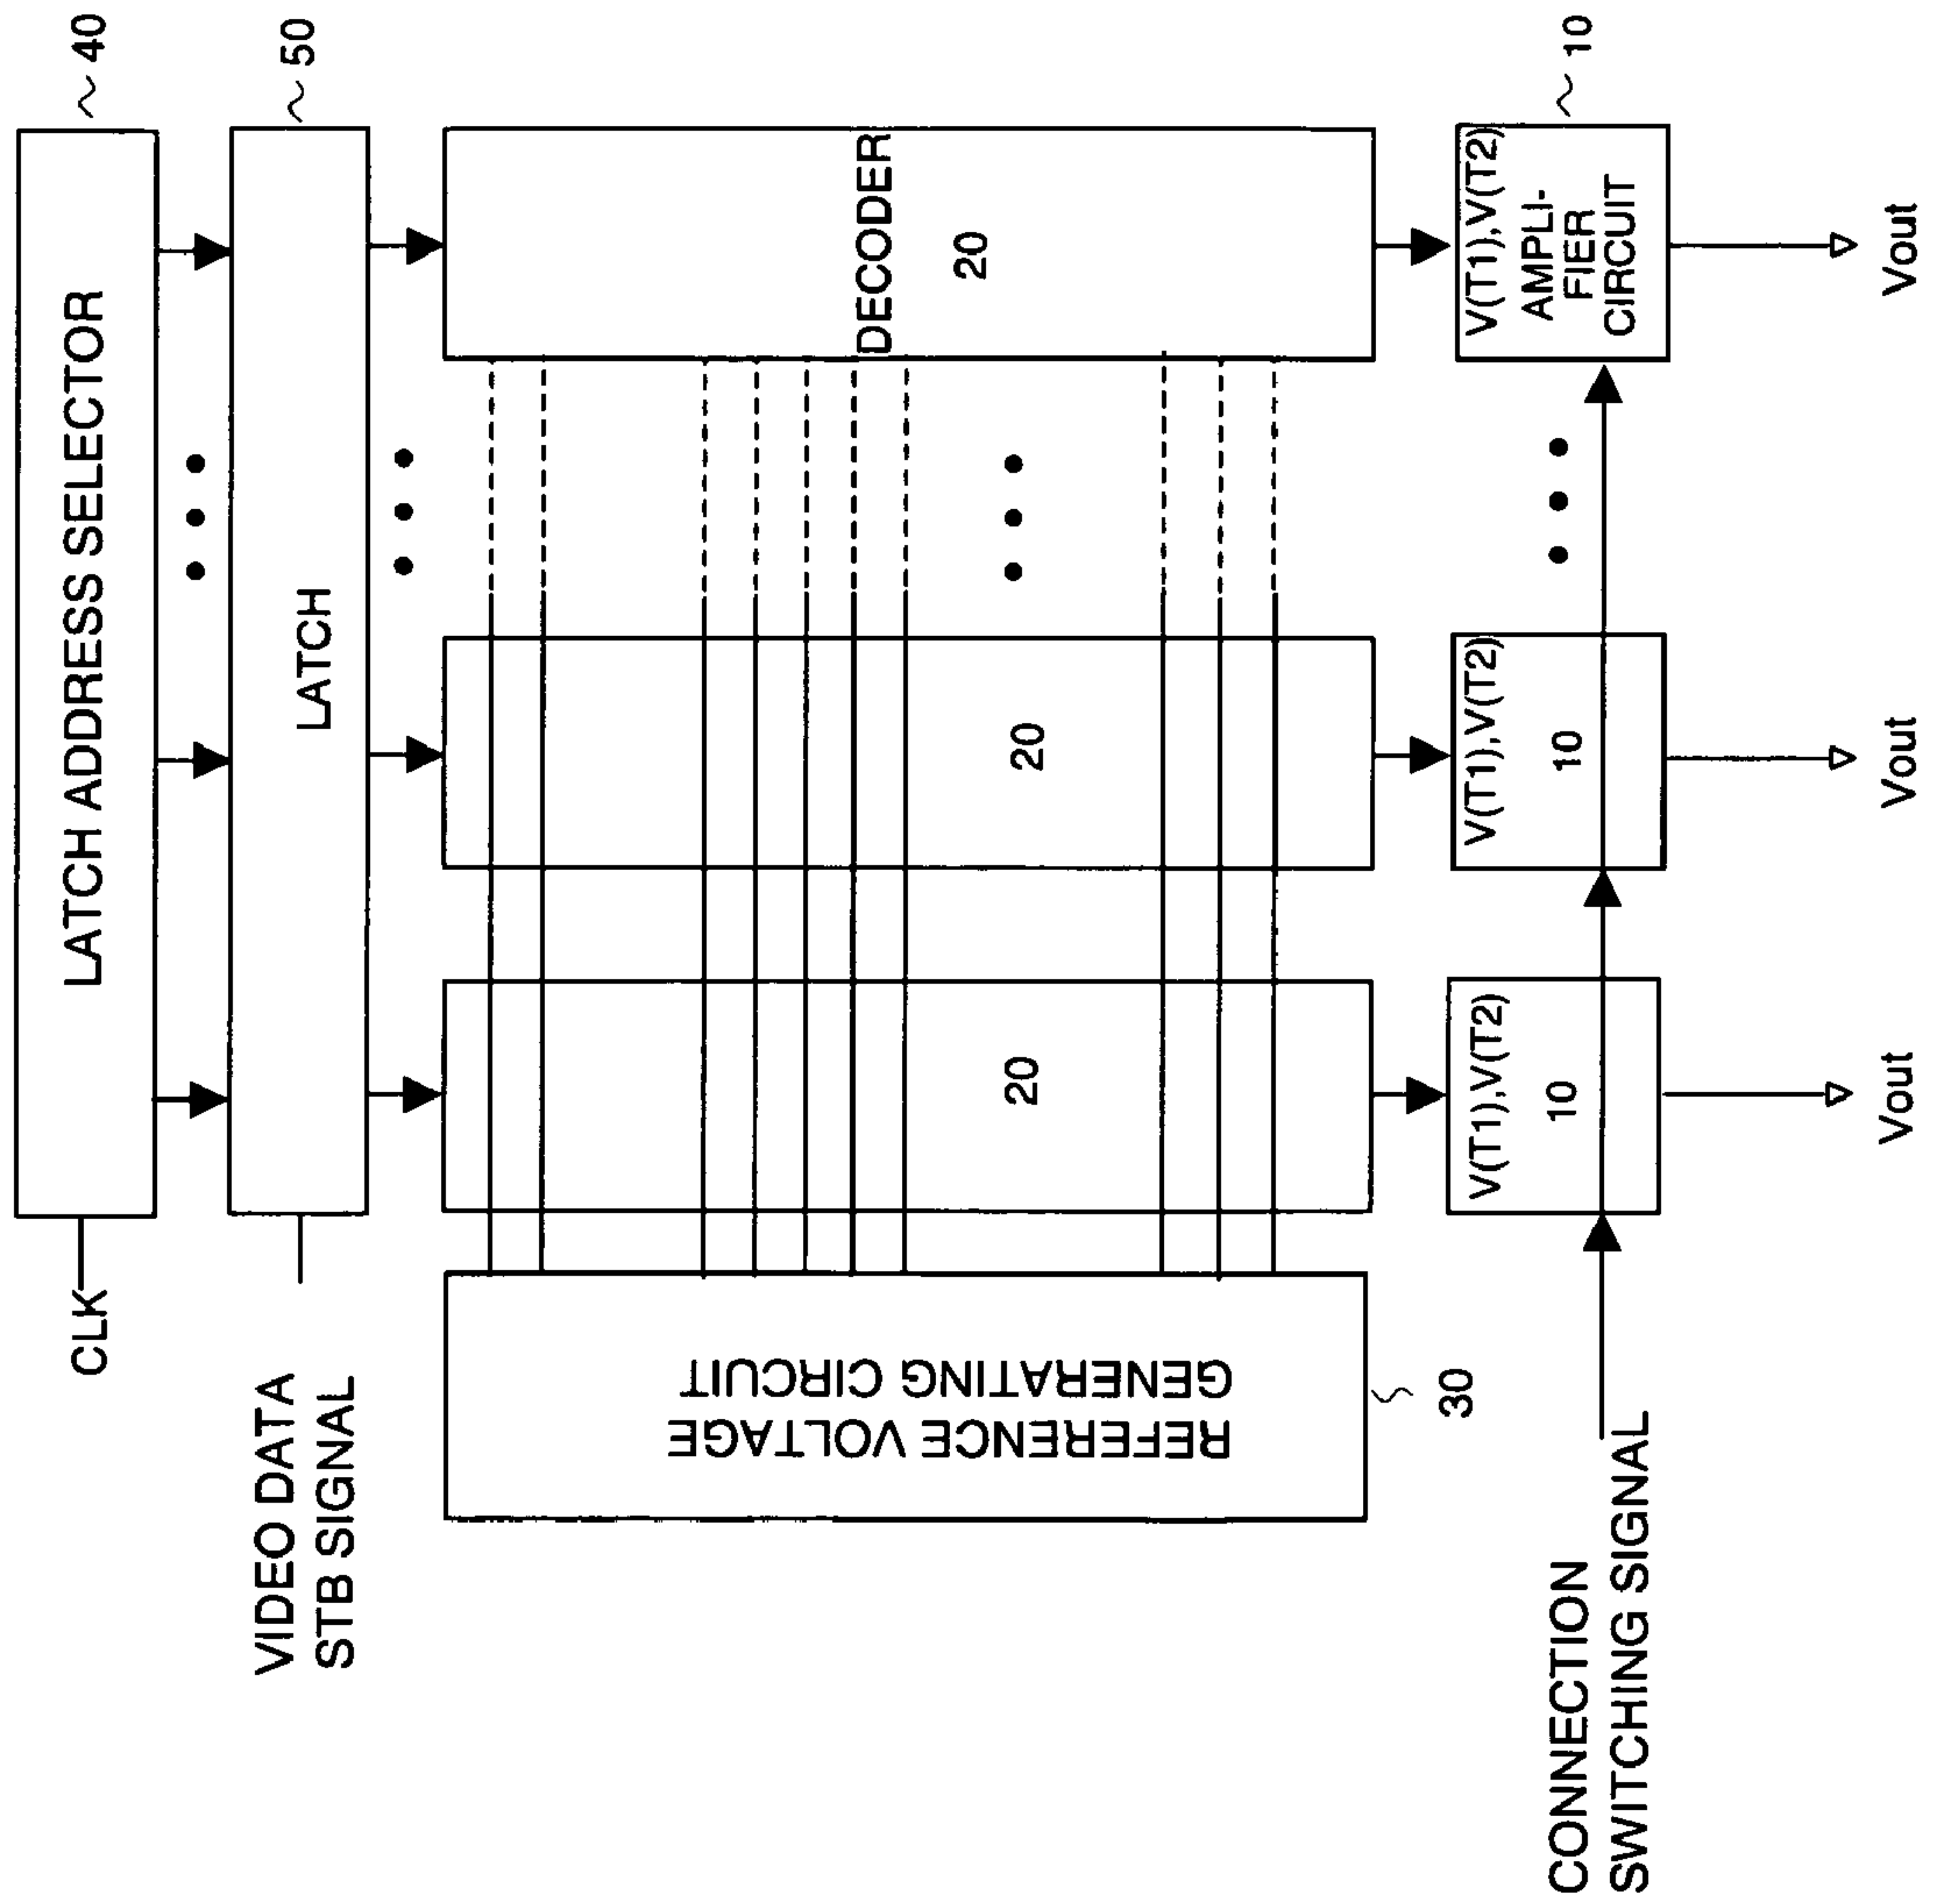 LATCH ADDRESS SELECTOR
40
CLK
LATCH
50
VIDEO DATA
STB SIGNAL
REFERENCE VOLTAGE
GENERATING CIRCUIT
30
20
20
DECODER
20
V(T1),V(T2)
10
V(T1),V(T2)
10
V(T1),V(T2)
AMPLI-
FIER
CIRCUIT
10
CONNECTION
SWITCHING SIGNAL
Vout
Vout
Vout